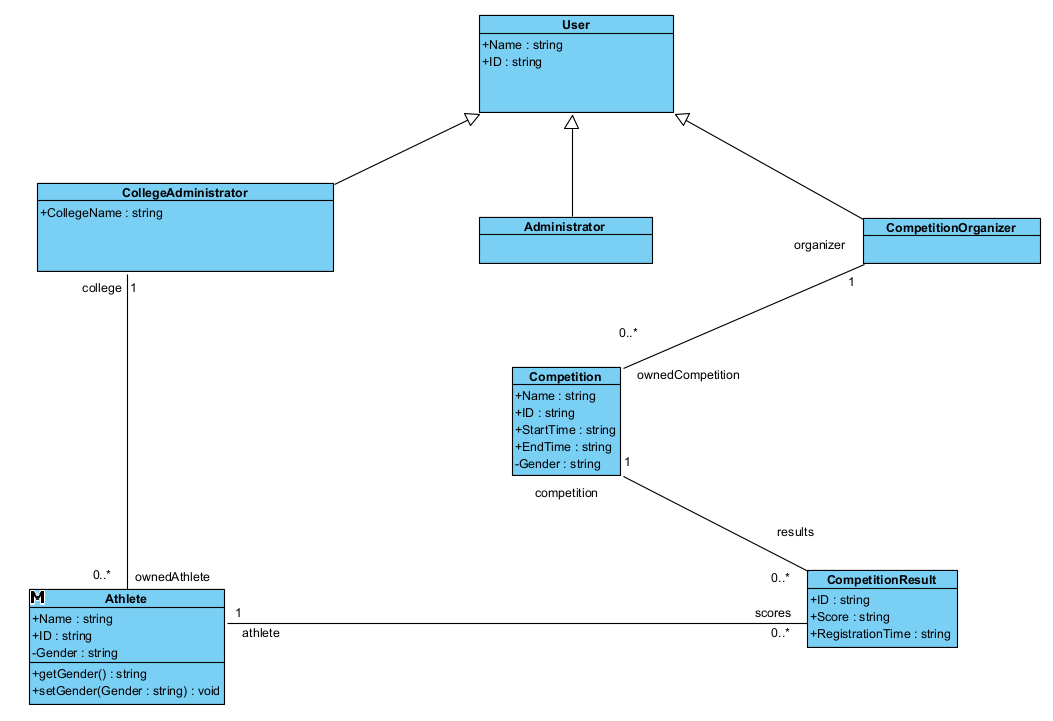 User
+Name : string
+ID : string
CollegeAdministrator
+CollegeName : string
Administrator
CompetitionOrganizer
organizer
1
college 1
0..*
ownedCompetition
Competition
+Name : string
+ID : string
+StartTime : string
+EndTime : string
-Gender : string
1
competition
results
0..*
0..*
ownedAthlete
M
Athlete
+Name : string
+ID : string
-Gender : string
+getGender() : string
+setGender(Gender : string) : void
1
athlete
scores
0..*
CompetitionResult
+ID : string
+Score : string
+RegistrationTime : string